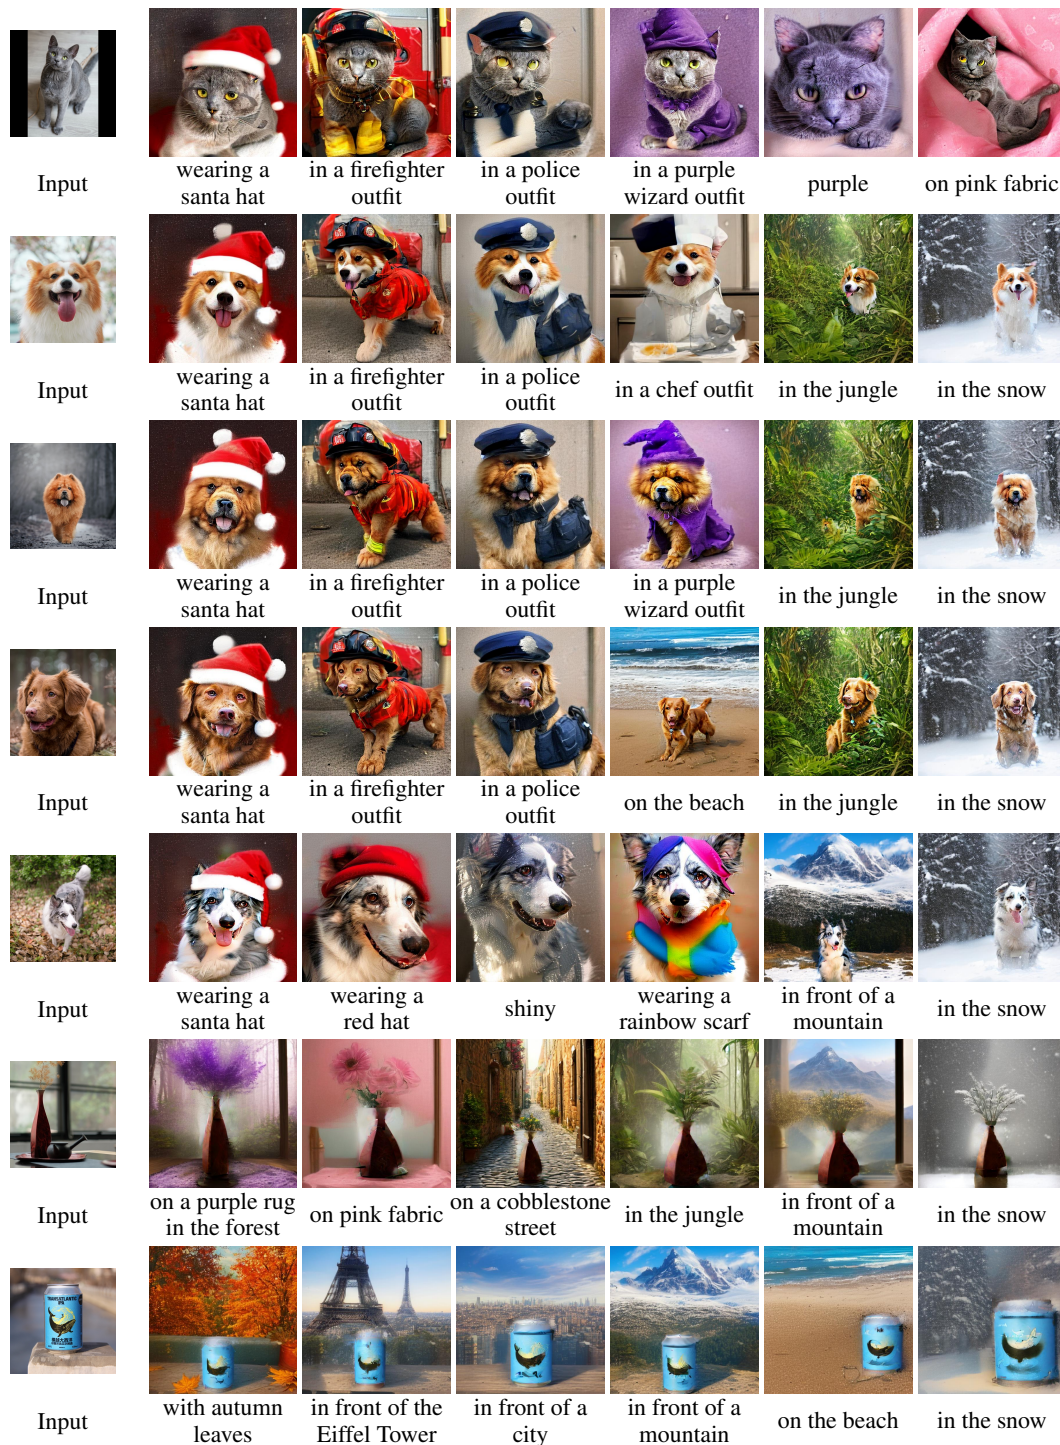 Input
wearing a
santa hat
in a firefighter
outfit
in a police
outfit
in a purple
wizard outfit
purple
on pink fabric
Input
wearing a
santa hat
in a firefighter
outfit
in a police
outfit
in a chef outfit
in the jungle
in the snow
Input
wearing a
santa hat
in a firefighter
outfit
in a police
outfit
in a purple
wizard outfit
in the jungle
in the snow
Input
wearing a
santa hat
in a firefighter
outfit
in a police
outfit
on the beach
in the jungle
in the snow
Input
wearing a
santa hat
wearing a
red hat
shiny
wearing a
rainbow scarf
in front of a
mountain
in the snow
Input
on a purple rug
in the forest
on pink fabric
on a cobblestone
street
in the jungle
in front of a
mountain
in the snow
TRANSATLANTIC
IPA
Input
with autumn
leaves
in front of the
Eiffel Tower
in front of a
city
in front of a
mountain
on the beach
in the snow